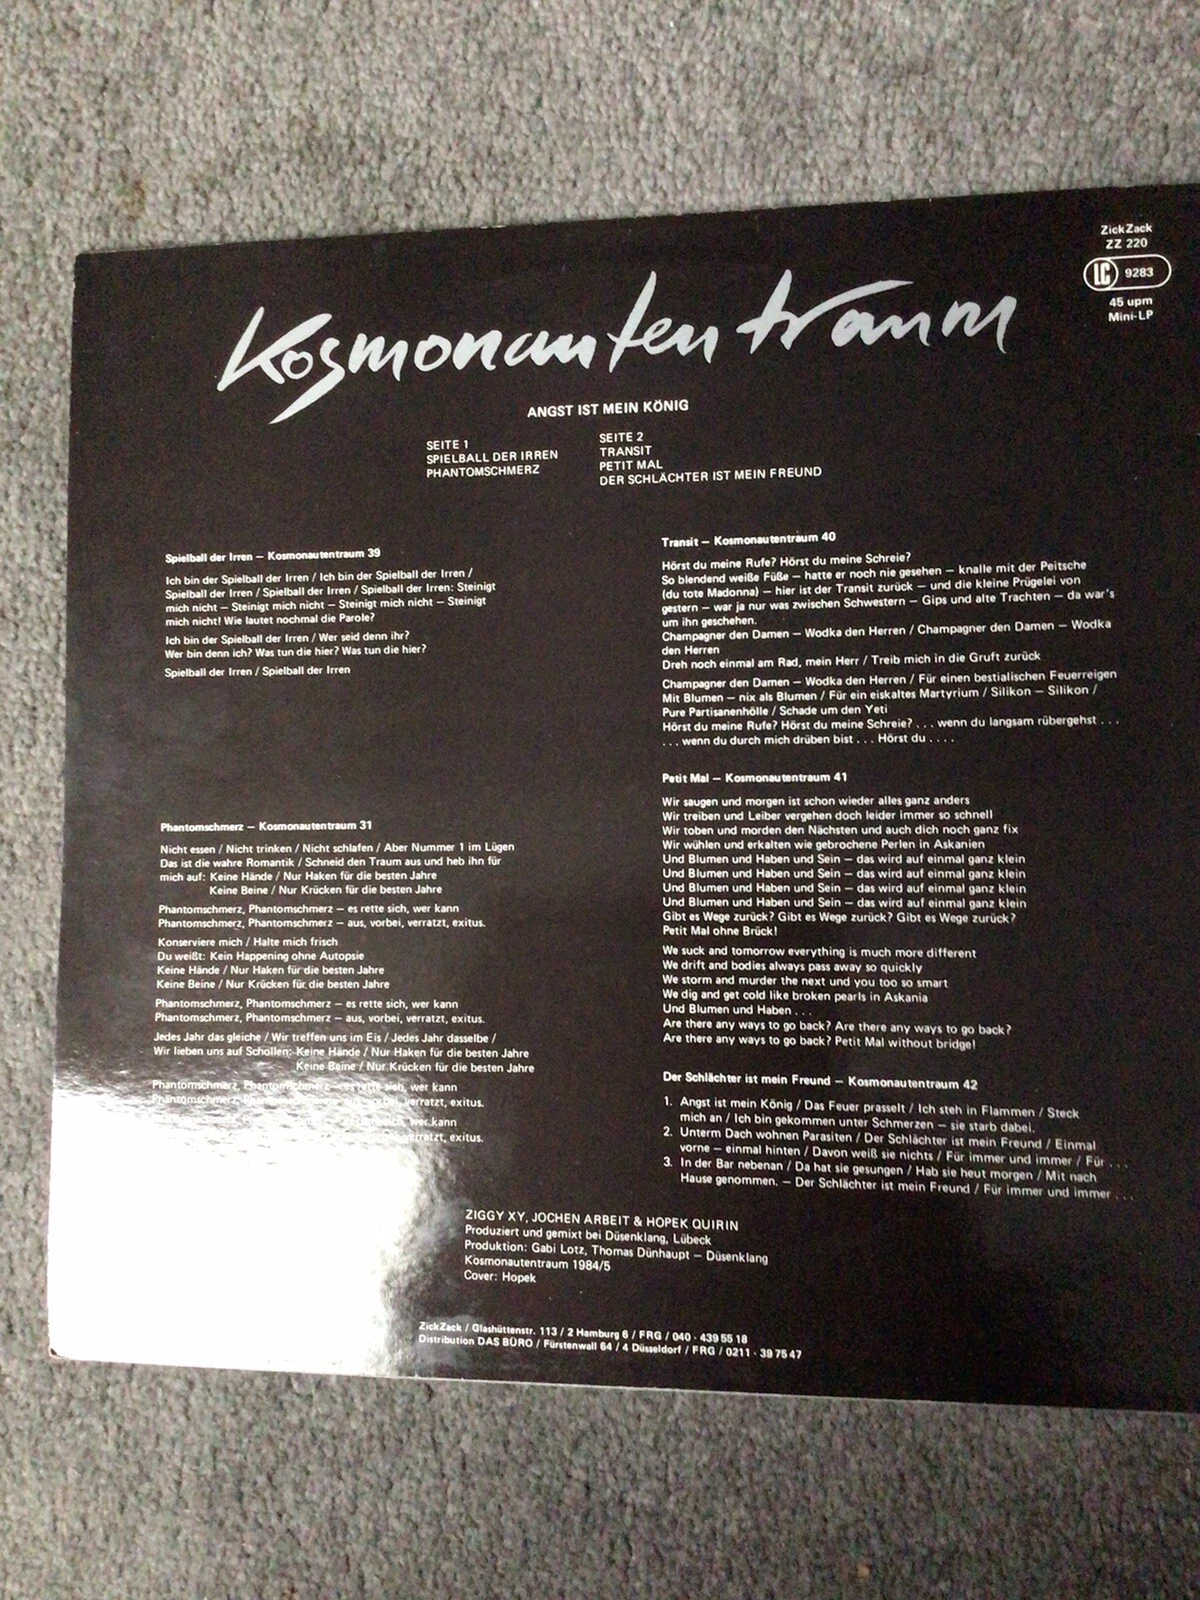 ZickZack
ZZ 220
LC 9283
45 upm
Mini-LP
Kosmonautentraum
ANGST IST MEIN KÖNIG
SEITE 1
SPIELBALL DER IRREN
PHANTOMSCHMERZ
SEITE 2
TRANSIT
PETIT MAL
DER SCHLÄCHTER IST MEIN FREUND
Spielball der Irren – Kosmonautentraum 39
Ich bin der Spielball der Irren / Ich bin der Spielball der Irren /
Spielball der Irren / Spielball der Irren / Spielball der Irren: Steinigt
mich nicht – Steinigt mich nicht – Steinigt mich nicht – Steinigt
mich nicht! Wie lautet nochmal die Parole?
Ich bin der Spielball der Irren / Wer seid denn ihr?
Wer bin denn ich? Was tun die hier? Was tun die hier?
Spielball der Irren / Spielball der Irren
Phantomschmerz – Kosmonautentraum 31
Nicht essen / Nicht trinken / Nicht schlafen / Aber Nummer 1 im Lügen
Das ist die wahre Romantik / Schneid den Traum aus und heb ihn für
mich auf: Keine Hände / Nur Haken für die besten Jahre
Keine Beine / Nur Krücken für die besten Jahre
Phantomschmerz, Phantomschmerz – es rette sich, wer kann
Phantomschmerz, Phantomschmerz – aus, vorbei, verratzt, exitus.
Konserviere mich / Halte mich frisch
Du weißt: Kein Happening ohne Autopsie
Keine Hände / Nur Haken für die besten Jahre
Keine Beine / Nur Krücken für die besten Jahre
Phantomschmerz, Phantomschmerz – es rette sich, wer kann
Phantomschmerz, Phantomschmerz – aus, vorbei, verratzt, exitus.
Jedes Jahr das gleiche / Wir treffen uns im Eis / Jedes Jahr dasselbe /
Wir lieben uns auf Schollen: Keine Hände / Nur Haken für die besten Jahre
Keine Beine / Nur Krücken für die besten Jahre
Phantomschmerz, Phantomschmerz – es rette sich, wer kann
Phantomschmerz, Phantomschmerz – aus, vorbei, verratzt, exitus.
wer kann
verratzt, exitus.
Transit – Kosmonautentraum 40
Hörst du meine Rufe? Hörst du meine Schreie?
So blendend weiße Füße – hatte er noch nie gesehen – knalle mit der Peitsche
(du tote Madonna) – hier ist der Transit zurück – und die kleine Prügelei von
gestern – war ja nur was zwischen Schwestern – Gips und alte Trachten – da war's
um ihn geschehen.
Champagner den Damen – Wodka den Herren / Champagner den Damen – Wodka
den Herren
Dreh noch einmal am Rad, mein Herr / Treib mich in die Gruft zurück
Champagner den Damen – Wodka den Herren / Für einen bestialischen Feuerreigen
Mit Blumen – nix als Blumen / Für ein eiskaltes Martyrium / Silikon – Silikon /
Pure Partisanenhölle / Schade um den Yeti
Hörst du meine Rufe? Hörst du meine Schreie? . . . wenn du langsam rübergehst . . .
. . . wenn du durch mich drüben bist . . . Hörst du . . . .
Petit Mal – Kosmonautentraum 41
Wir saugen und morgen ist schon wieder alles ganz anders
Wir treiben und Leiber vergehen doch leider immer so schnell
Wir toben und morden den Nächsten und auch dich noch ganz fix
Wir wühlen und erkalten wie gebrochene Perlen in Askanien
Und Blumen und Haben und Sein – das wird auf einmal ganz klein
Und Blumen und Haben und Sein – das wird auf einmal ganz klein
Und Blumen und Haben und Sein – das wird auf einmal ganz klein
Und Blumen und Haben und Sein – das wird auf einmal ganz klein
Gibt es Wege zurück? Gibt es Wege zurück? Gibt es Wege zurück?
Petit Mal ohne Brück!
We suck and tomorrow everything is much more different
We drift and bodies always pass away so quickly
We storm and murder the next und you too so smart
We dig and get cold like broken pearls in Askania
Und Blumen und Haben . . .
Are there any ways to go back? Are there any ways to go back?
Are there any ways to go back? Petit Mal without bridge!
Der Schlächter ist mein Freund – Kosmonautentraum 42
1. Angst ist mein König / Das Feuer prasselt / Ich steh in Flammen / Steck
mich an / Ich bin gekommen unter Schmerzen – sie starb dabei.
2. Unterm Dach wohnen Parasiten / Der Schlächter ist mein Freund / Einmal
vorne – einmal hinten / Davon weiß sie nichts / Für immer und immer / Für . . .
3. In der Bar nebenan / Da hat sie gesungen / Hab sie heut morgen / Mit nach
Hause genommen. – Der Schlächter ist mein Freund / Für immer und immer . . .
ZIGGY XY, JOCHEN ARBEIT & HOPEK QUIRIN
Produziert und gemixt bei Düsenklang, Lübeck
Produktion: Gabi Lotz, Thomas Dünhaupt – Düsenklang
Kosmonautentraum 1984/5
Cover: Hopek
ZickZack / Glashüttenstr. 113 / 2 Hamburg 6 / FRG / 040 - 439 55 18
Distribution DAS BÜRO / Fürstenwall 64 / 4 Düsseldorf / FRG / 0211 - 39 75 47